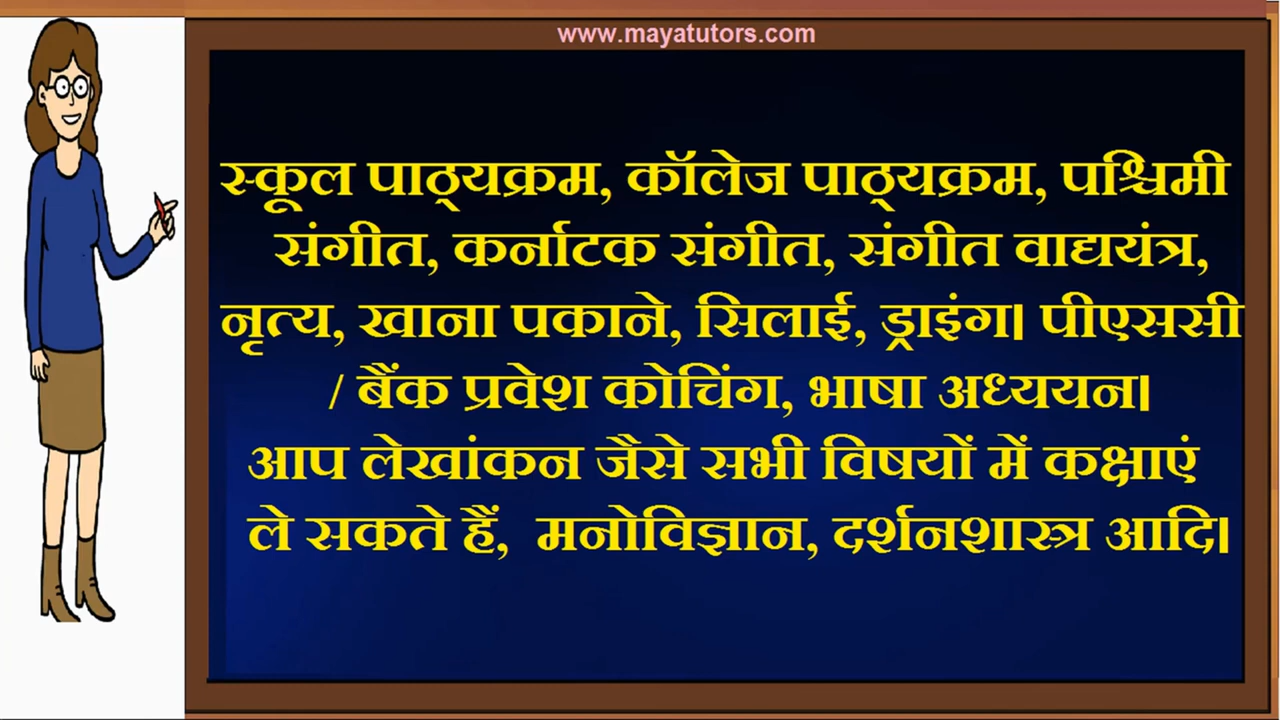 www.mayatutors.com
स्कूल पाठ्यक्रम, कॉलेज पाठ्यक्रम, पश्चिमी
संगीत, कर्नाटक संगीत, संगीत वाद्ययंत्र,
नृत्य, खाना पकाने, सिलाई, ड्राइंग। पीएससी
/ बैंक प्रवेश कोचिंग, भाषा अध्ययन।
आप लेखांकन जैसे सभी विषयों में कक्षाएं
ले सकते हैं, मनोविज्ञान, दर्शनशास्त्र आदि।